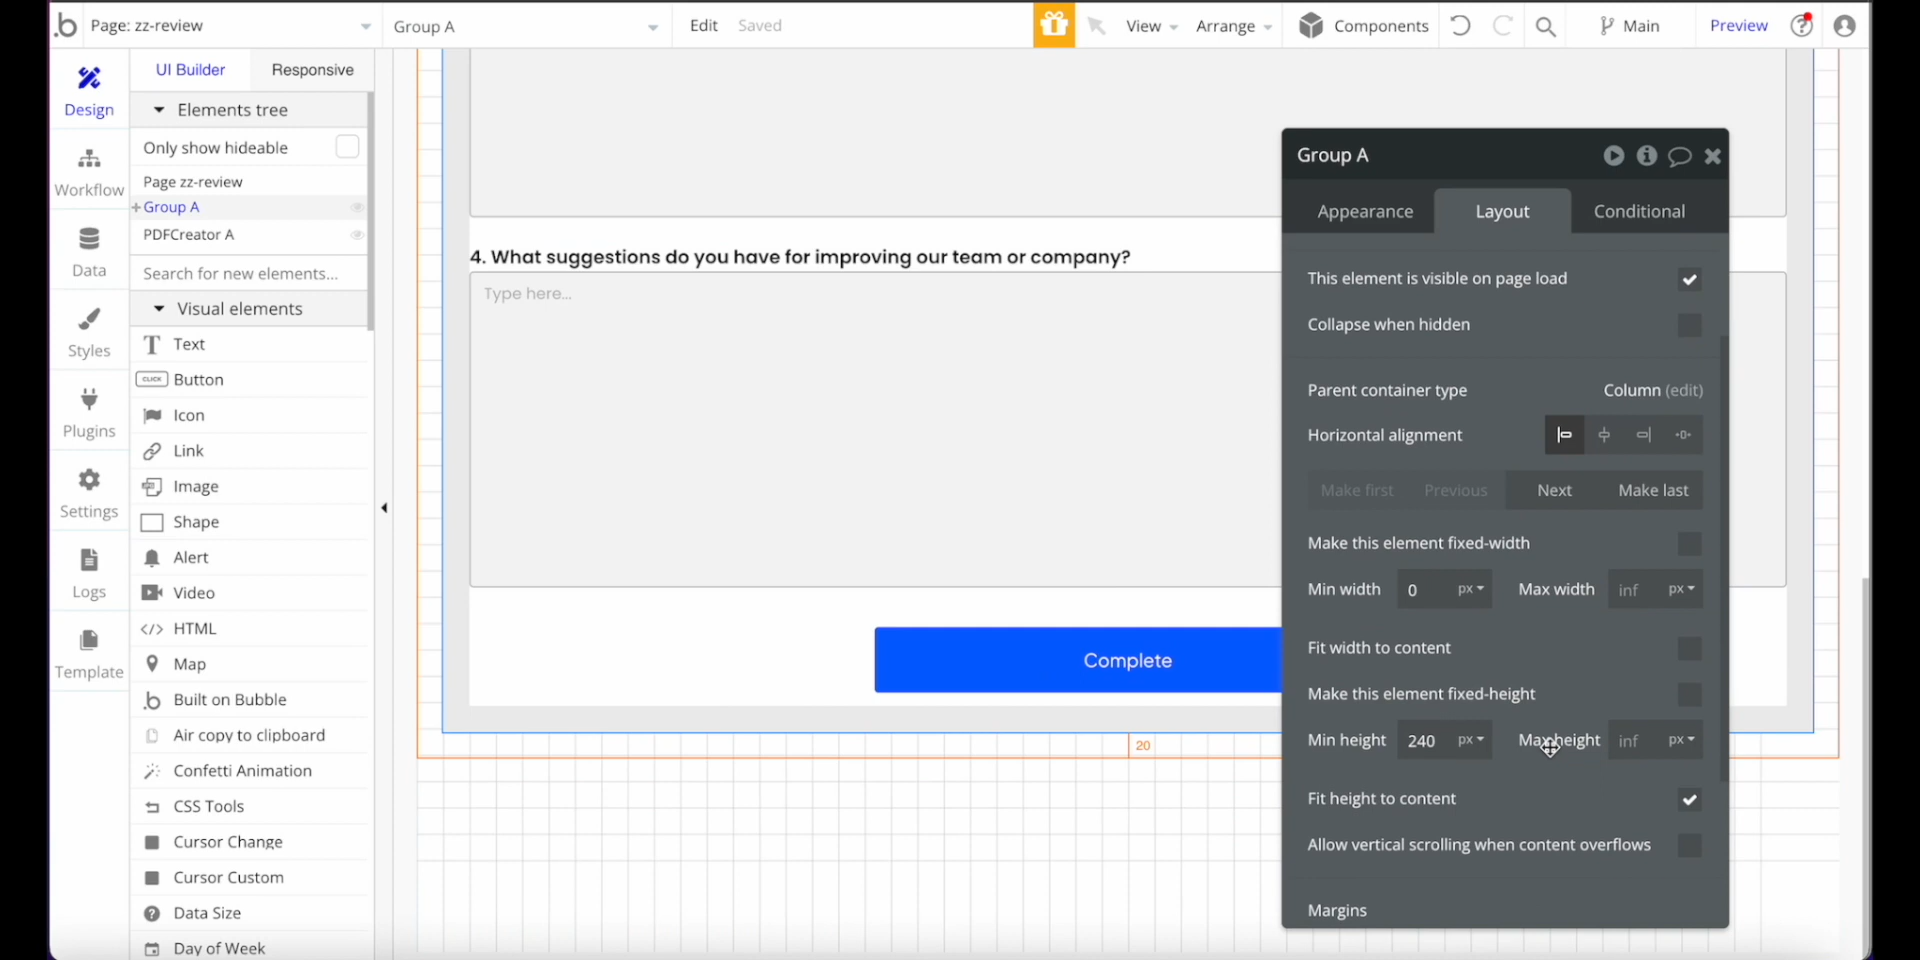 Page: zz-review
Group A
Edit
Saved
View
Arrange
Components
Main
Preview
Design
Workflow
Data
Styles
Plugins
Settings
Logs
Template
UI Builder
Responsive
Elements tree
Only show hideable
Page zz-review
Group A
PDFCreator A
Search for new elements...
Visual elements
Text
CLICK
Button
Icon
Link
Image
Shape
Alert
Video
HTML
Map
Built on Bubble
Air copy to clipboard
Confetti Animation
CSS Tools
Cursor Change
Cursor Custom
Data Size
Day of Week
4. What suggestions do you have for improving our team or company?
Type here...
Complete
20
Group A
Appearance
Layout
Conditional
This element is visible on page load
Collapse when hidden
Parent container type
Column (edit)
Horizontal alignment
Make first
Previous
Next
Make last
Make this element fixed-width
Min width 0 px
Max width inf px
Fit width to content
Make this element fixed-height
Min height 240 px
Max height inf px
Fit height to content
Allow vertical scrolling when content overflows
Margins